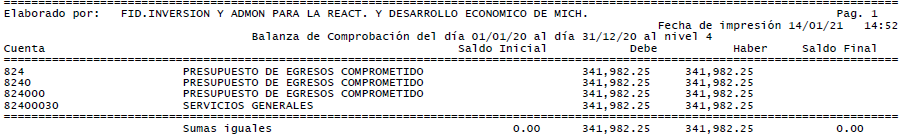 Elaborado por: FID.INVERSION Y ADMON PARA LA REACT. Y DESARROLLO ECONOMICO DE MICH. Pag. 1
Fecha de impresión 14/01/21 14:52
Balanza de Comprobación del día 01/01/20 al día 31/12/20 al nivel 4
Cuenta Saldo Inicial Debe Haber Saldo Final
824 PRESUPUESTO DE EGRESOS COMPROMETIDO 341,982.25 341,982.25
8240 PRESUPUESTO DE EGRESOS COMPROMETIDO 341,982.25 341,982.25
824000 PRESUPUESTO DE EGRESOS COMPROMETIDO 341,982.25 341,982.25
82400030 SERVICIOS GENERALES 341,982.25 341,982.25
Sumas iguales 0.00 341,982.25 341,982.25 0.00